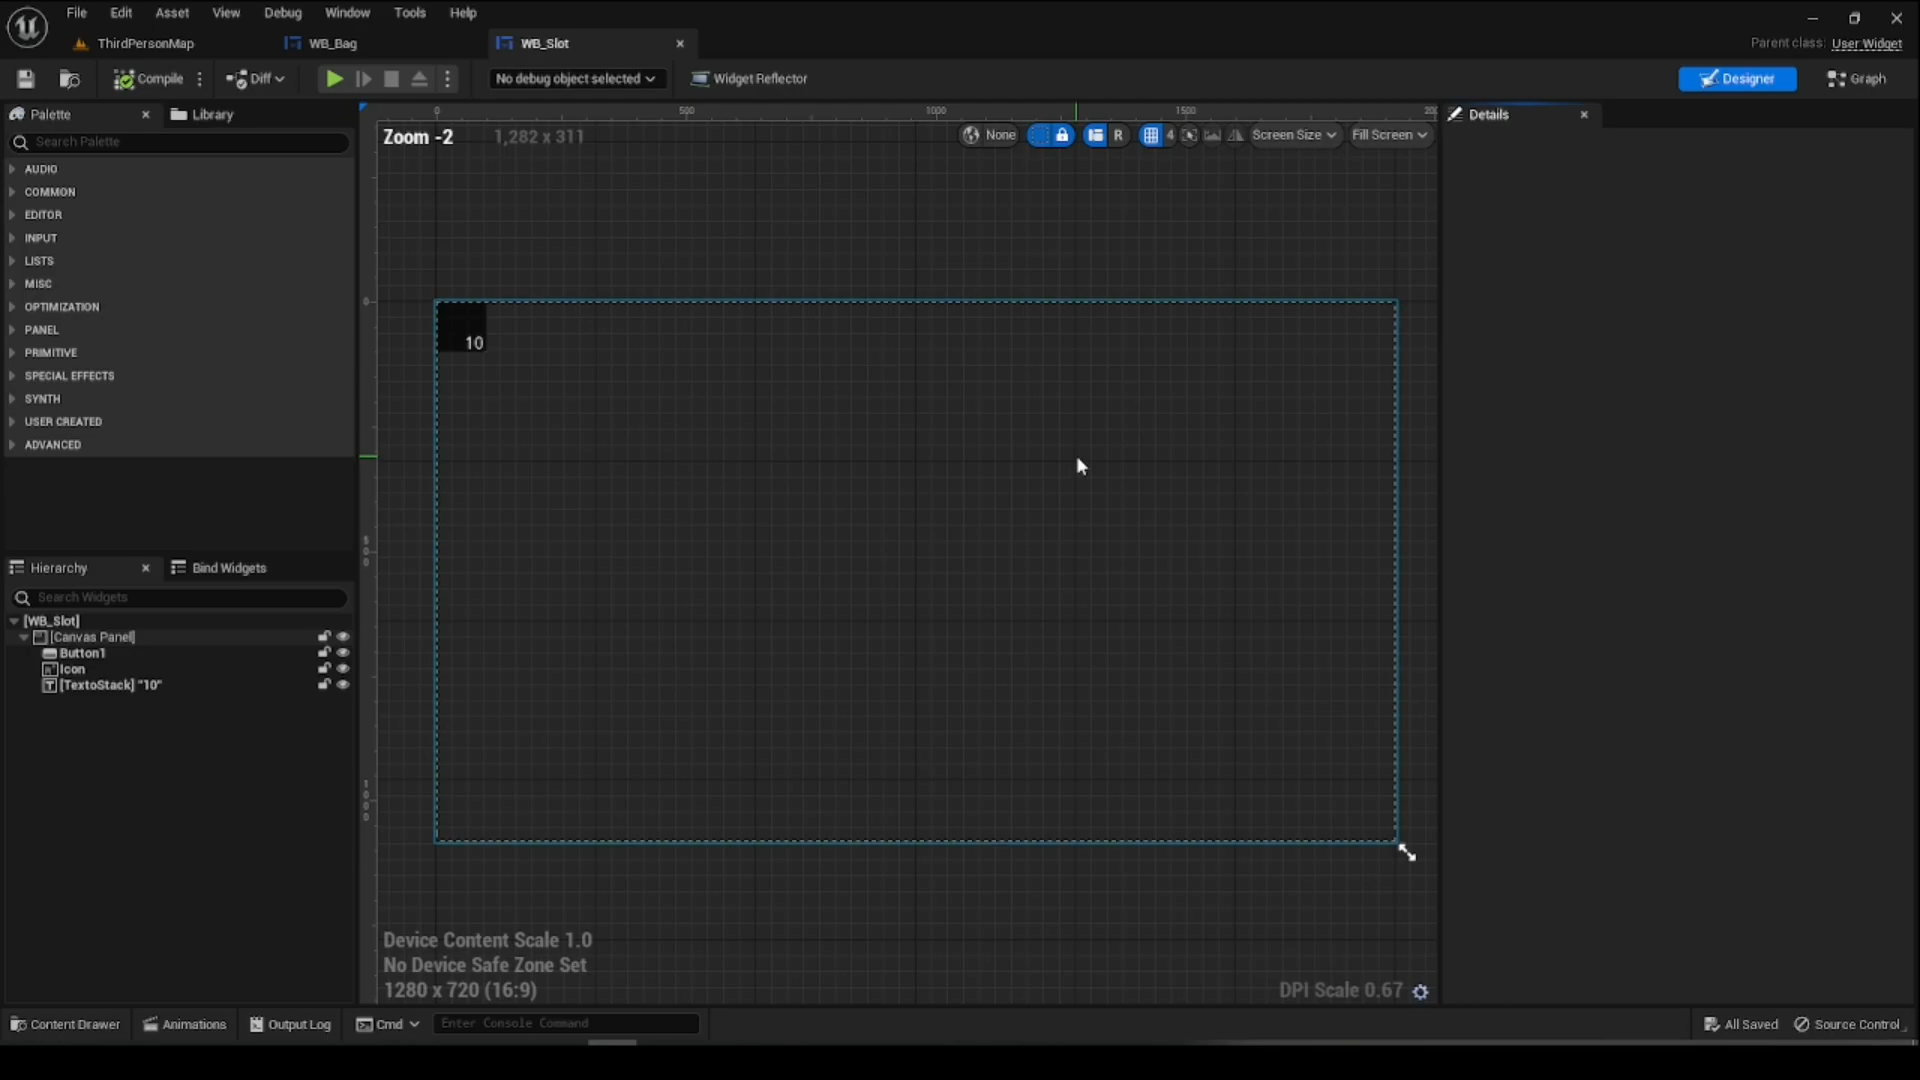 File Edit Asset View Debug Window Tools Help
ThirdPersonMap WB_Bag WB_Slot
Parent class: User Widget
Compile Diff No debug object selected Widget Reflector Designer Graph
Palette Library
Search Palette
AUDIO
COMMON
EDITOR
INPUT
LISTS
MISC
OPTIMIZATION
PANEL
PRIMITIVE
SPECIAL EFFECTS
SYNTH
USER CREATED
ADVANCED
Hierarchy Bind Widgets
Search Widgets
[WB_Slot]
[Canvas Panel]
Button1
Icon
[TextoStack] "10"
0 500 1000 1500 200
Zoom -2 1,282 x 311 None R 4 Screen Size Fill Screen
0
500
1000
10
Device Content Scale 1.0
No Device Safe Zone Set
1280 x 720 (16:9)
DPI Scale 0.67
Details
Content Drawer Animations Output Log Cmd Enter Console Command All Saved Source Control